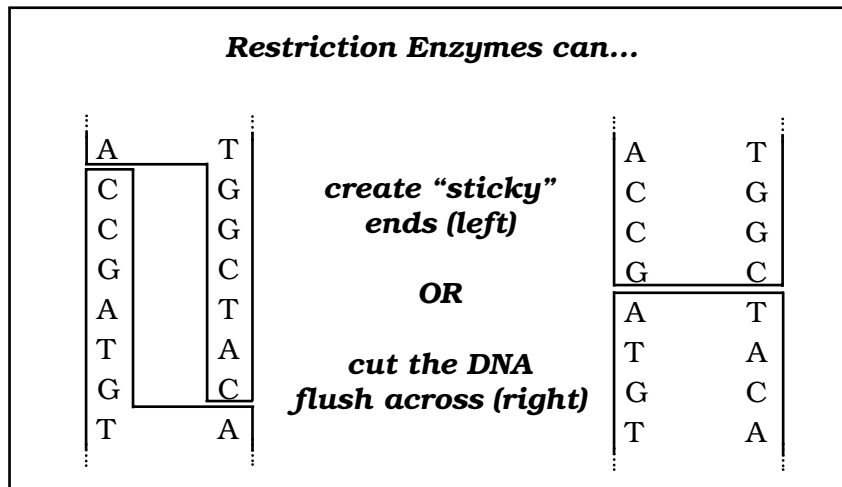 Restriction Enzymes can...
A T
C G
C G
G C
A T
T A
G C
T A
create “sticky”
ends (left)
OR
cut the DNA
flush across (right)
A T
C G
C G
G C
A T
T A
G C
T A